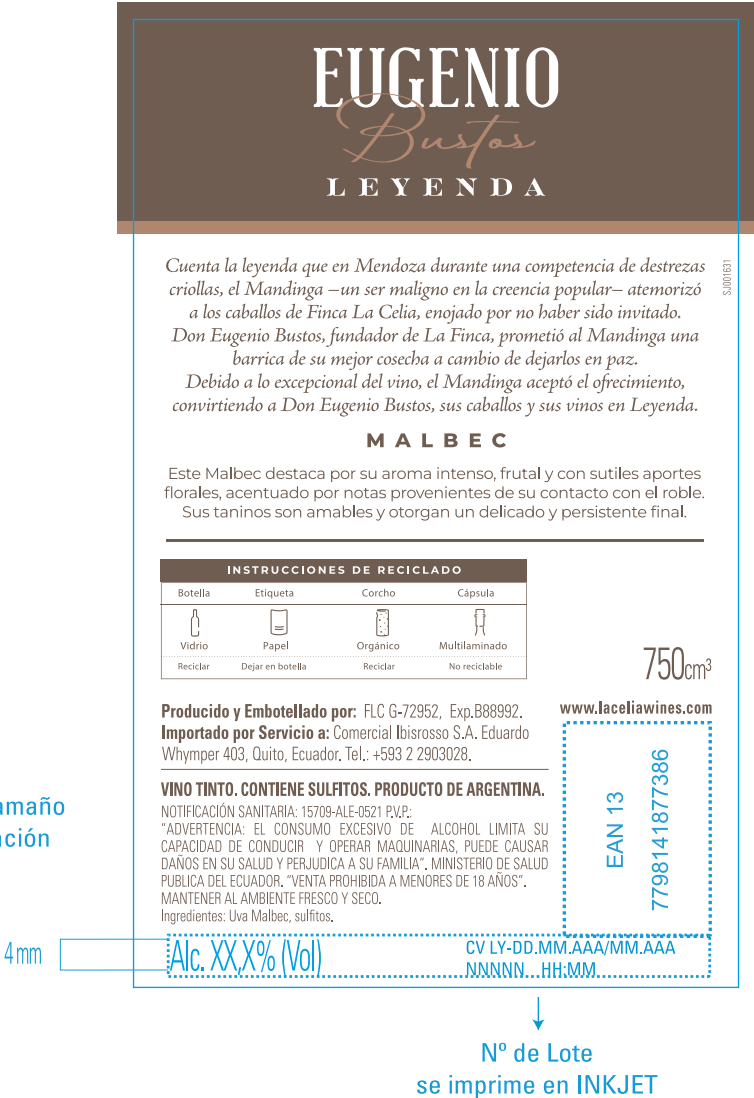 EUGENIO
Bustos
LEYENDA
Cuenta la leyenda que en Mendoza durante una competencia de destrezas
criollas, el Mandinga –un ser maligno en la creencia popular– atemorizó
a los caballos de Finca La Celia, enojado por no haber sido invitado.
Don Eugenio Bustos, fundador de La Finca, prometió al Mandinga una
barrica de su mejor cosecha a cambio de dejarlos en paz.
Debido a lo excepcional del vino, el Mandinga aceptó el ofrecimiento,
convirtiendo a Don Eugenio Bustos, sus caballos y sus vinos en Leyenda.
SJ001631
MALBEC
Este Malbec destaca por su aroma intenso, frutal y con sutiles aportes
florales, acentuado por notas provenientes de su contacto con el roble.
Sus taninos son amables y otorgan un delicado y persistente final.
INSTRUCCIONES DE RECICLADO
Botella Etiqueta Corcho Cápsula
Vidrio Papel Orgánico Multilaminado
Reciclar Dejar en botella Reciclar No reciclable
750cm³
www.laceliawines.com
Producido y Embotellado por: FLC G-72952, Exp.B88992.
Importado por Servicio a: Comercial Ibisrosso S.A. Eduardo
Whymper 403, Quito, Ecuador. Tel.: +593 2 2903028.
VINO TINTO. CONTIENE SULFITOS. PRODUCTO DE ARGENTINA.
NOTIFICACIÓN SANITARIA: 15709-ALE-0521 P.V.P.:
“ADVERTENCIA: EL CONSUMO EXCESIVO DE ALCOHOL LIMITA SU
CAPACIDAD DE CONDUCIR Y OPERAR MAQUINARIAS, PUEDE CAUSAR
DAÑOS EN SU SALUD Y PERJUDICA A SU FAMILIA”. MINISTERIO DE SALUD
PUBLICA DEL ECUADOR. “VENTA PROHIBIDA A MENORES DE 18 AÑOS”.
MANTENER AL AMBIENTE FRESCO Y SECO.
Ingredientes: Uva Malbec, sulfitos.
EAN 13
7798141877386
amaño
ación
4mm
Alc. XX,X% (Vol)
CV LY-DD.MM.AAA/MM.AAA
NNNNN HH:MM
Nº de Lote
se imprime en INKJET